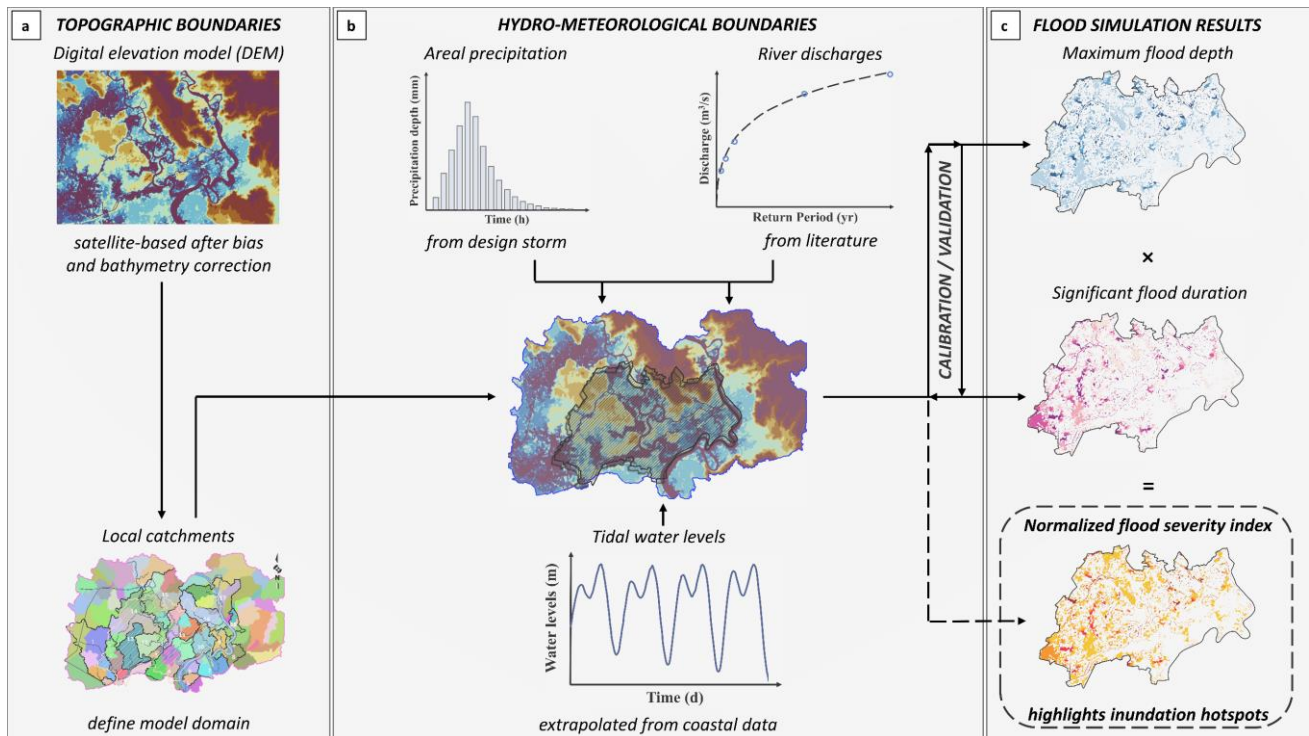 a
TOPOGRAPHIC BOUNDARIES
Digital elevation model (DEM)
satellite-based after bias
and bathymetry correction
Local catchments
define model domain
b
HYDRO-METEOROLOGICAL BOUNDARIES
Areal precipitation
Precipitation depth (mm)
Time (h)
from design storm
River discharges
Discharge (m³/s)
Return Period (yr)
from literature
Tidal water levels
Water levels (m)
Time (d)
extrapolated from coastal data
CALIBRATION / VALIDATION
c
FLOOD SIMULATION RESULTS
Maximum flood depth
×
Significant flood duration
=
Normalized flood severity index
highlights inundation hotspots